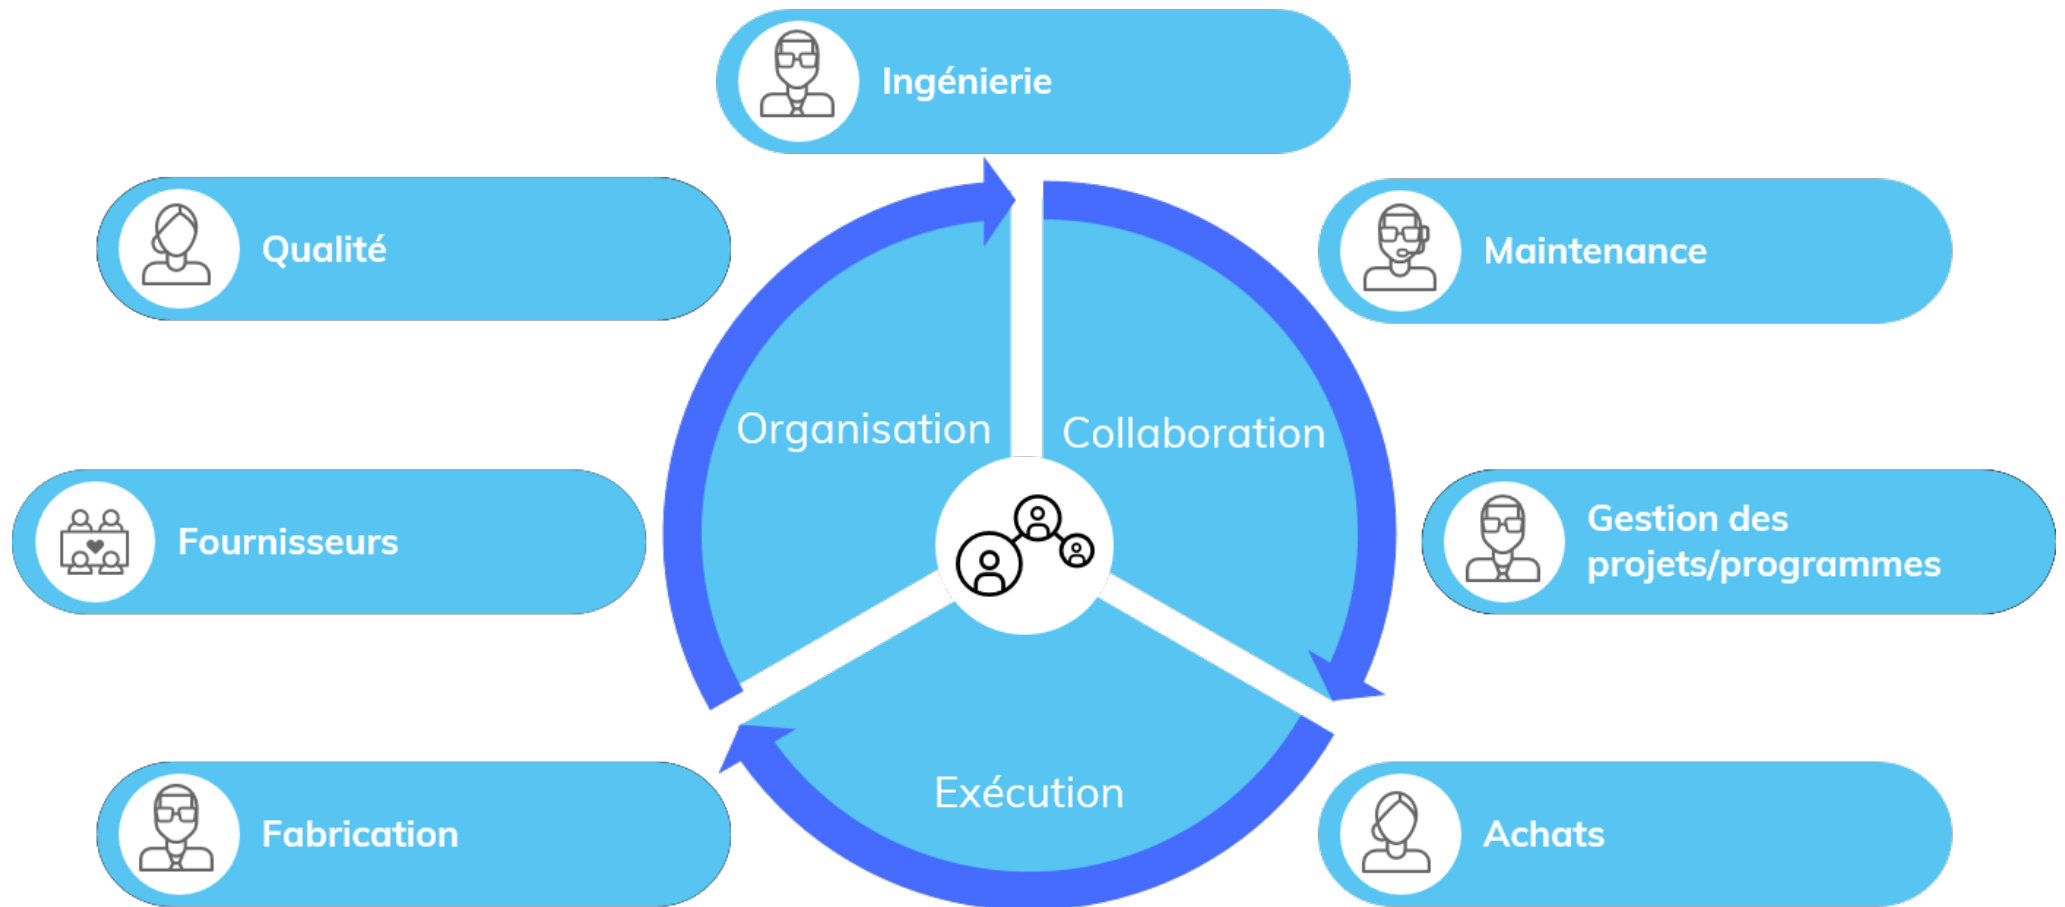 Ingénierie
Qualité
Maintenance
Organisation
Collaboration
Fournisseurs
Gestion des
projets/programmes
Exécution
Fabrication
Achats